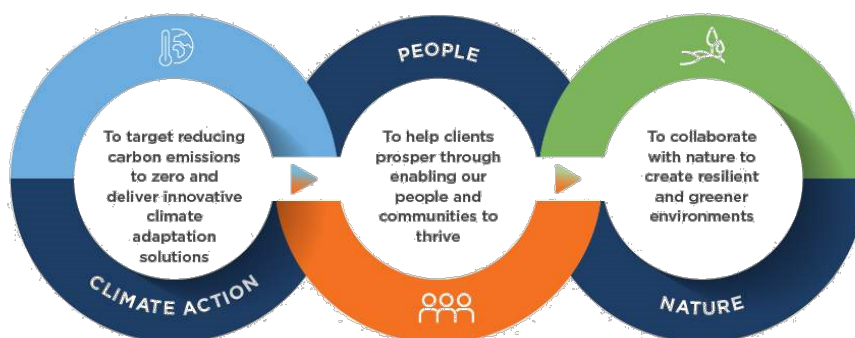 To target reducing
carbon emissions
to zero and
deliver innovative
climate
adaptation
solutions
CLIMATE ACTION
PEOPLE
To help clients
prosper through
enabling our
people and
communities to
thrive
To collaborate
with nature to
create resilient
and greener
environments
NATURE